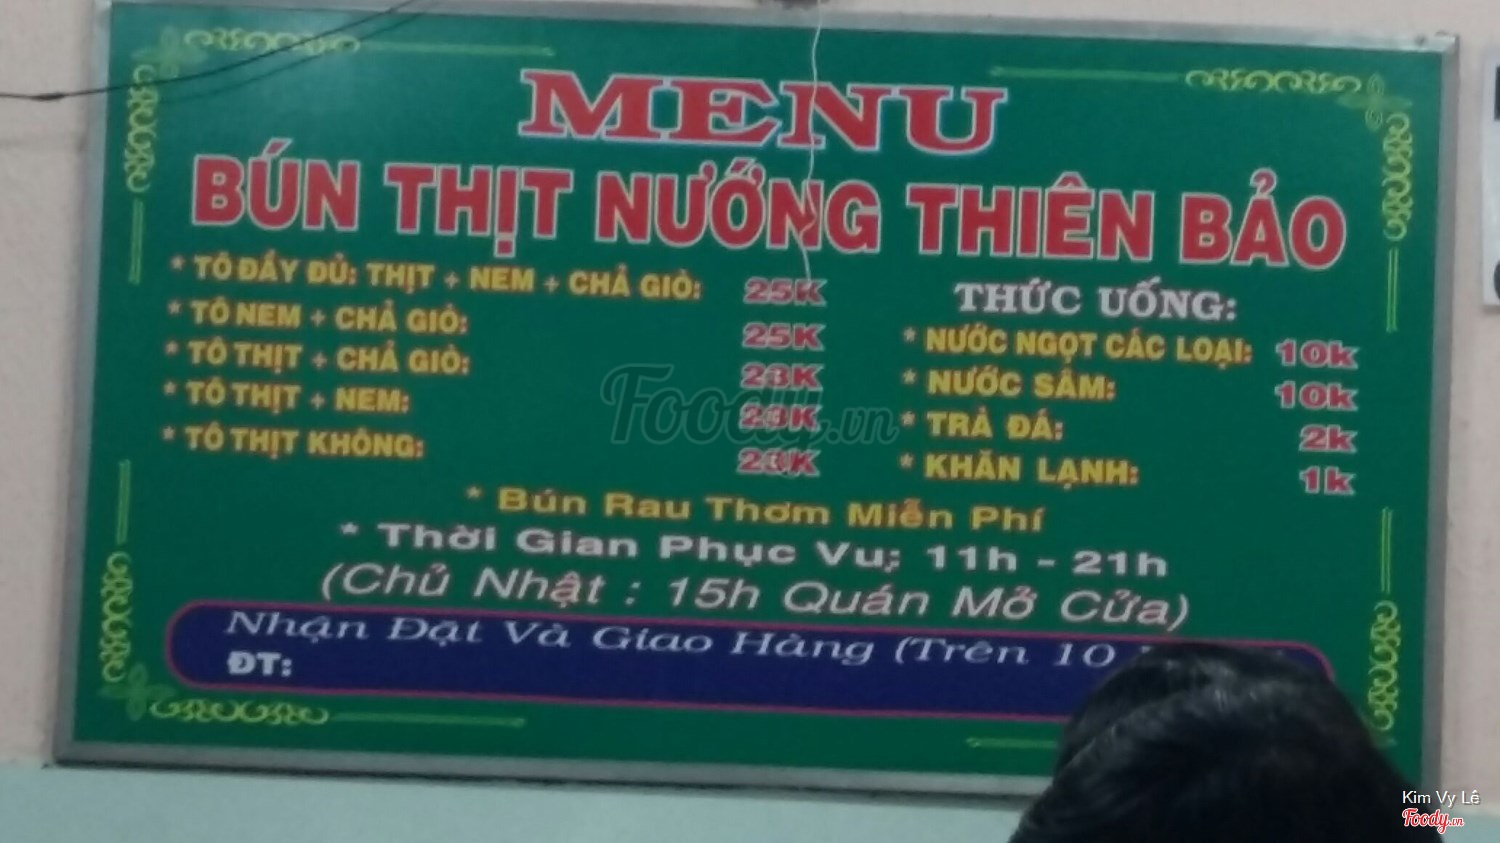 MENU
BÚN THỊT NƯỚNG THIÊN BẢO
* TÔ ĐẦY ĐỦ: THỊT + NEM + CHẢ GIÒ: 25K
* TÔ NEM + CHẢ GIÒ: 25K
* TÔ THỊT + CHẢ GIÒ: 23K
* TÔ THỊT + NEM: 23K
* TÔ THỊT KHÔNG: 23K
THỨC UỐNG:
* NƯỚC NGỌT CÁC LOẠI: 10k
* NƯỚC SÂM: 10k
* TRÀ ĐÁ: 2k
* KHĂN LẠNH: 1k
* Bún Rau Thơm Miễn Phí
* Thời Gian Phục Vụ; 11h - 21h
(Chủ Nhật : 15h Quán Mở Cửa)
Nhận Đặt Và Giao Hàng (Trên 10
ĐT:
Foody.vn
Kim Vy Lê
Foody.vn